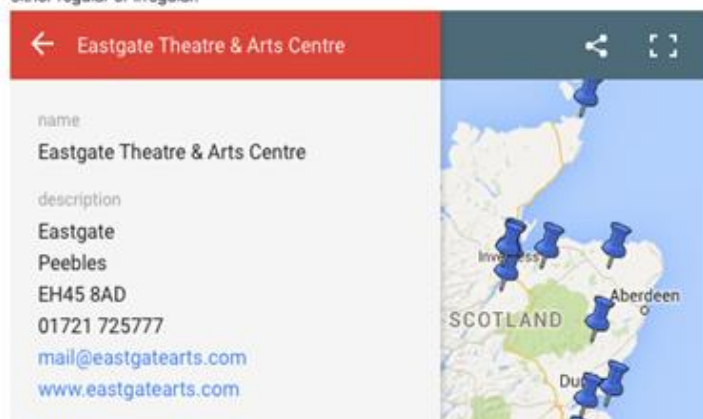 Eastgate Theatre & Arts Centre
name
Eastgate Theatre & Arts Centre
description
Eastgate
Peebles
EH45 8AD
01721 725777
mail@eastgatearts.com
www.eastgatearts.com
Aberdeen
SCOTLAND